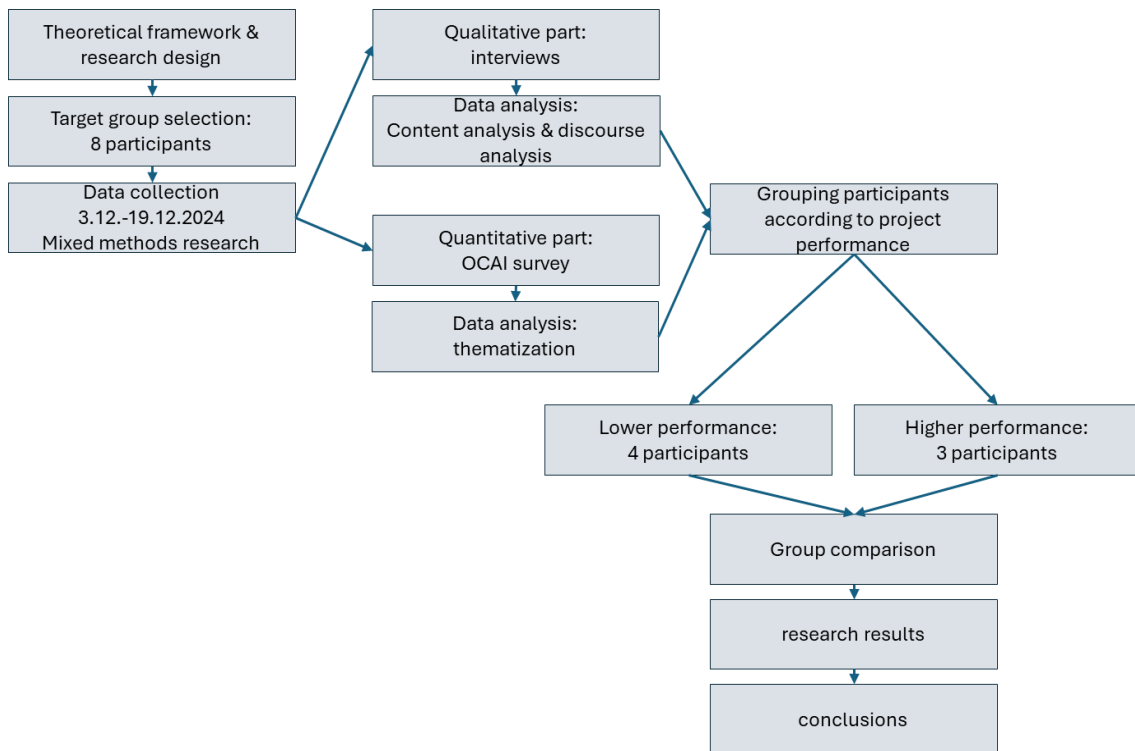 Theoretical framework &
research design
Target group selection:
8 participants
Data collection
3.12.-19.12.2024
Mixed methods research
Qualitative part:
interviews
Data analysis:
Content analysis & discourse
analysis
Quantitative part:
OCAI survey
Data analysis:
thematization
Grouping participants
according to project
performance
Lower performance:
4 participants
Higher performance:
3 participants
Group comparison
research results
conclusions